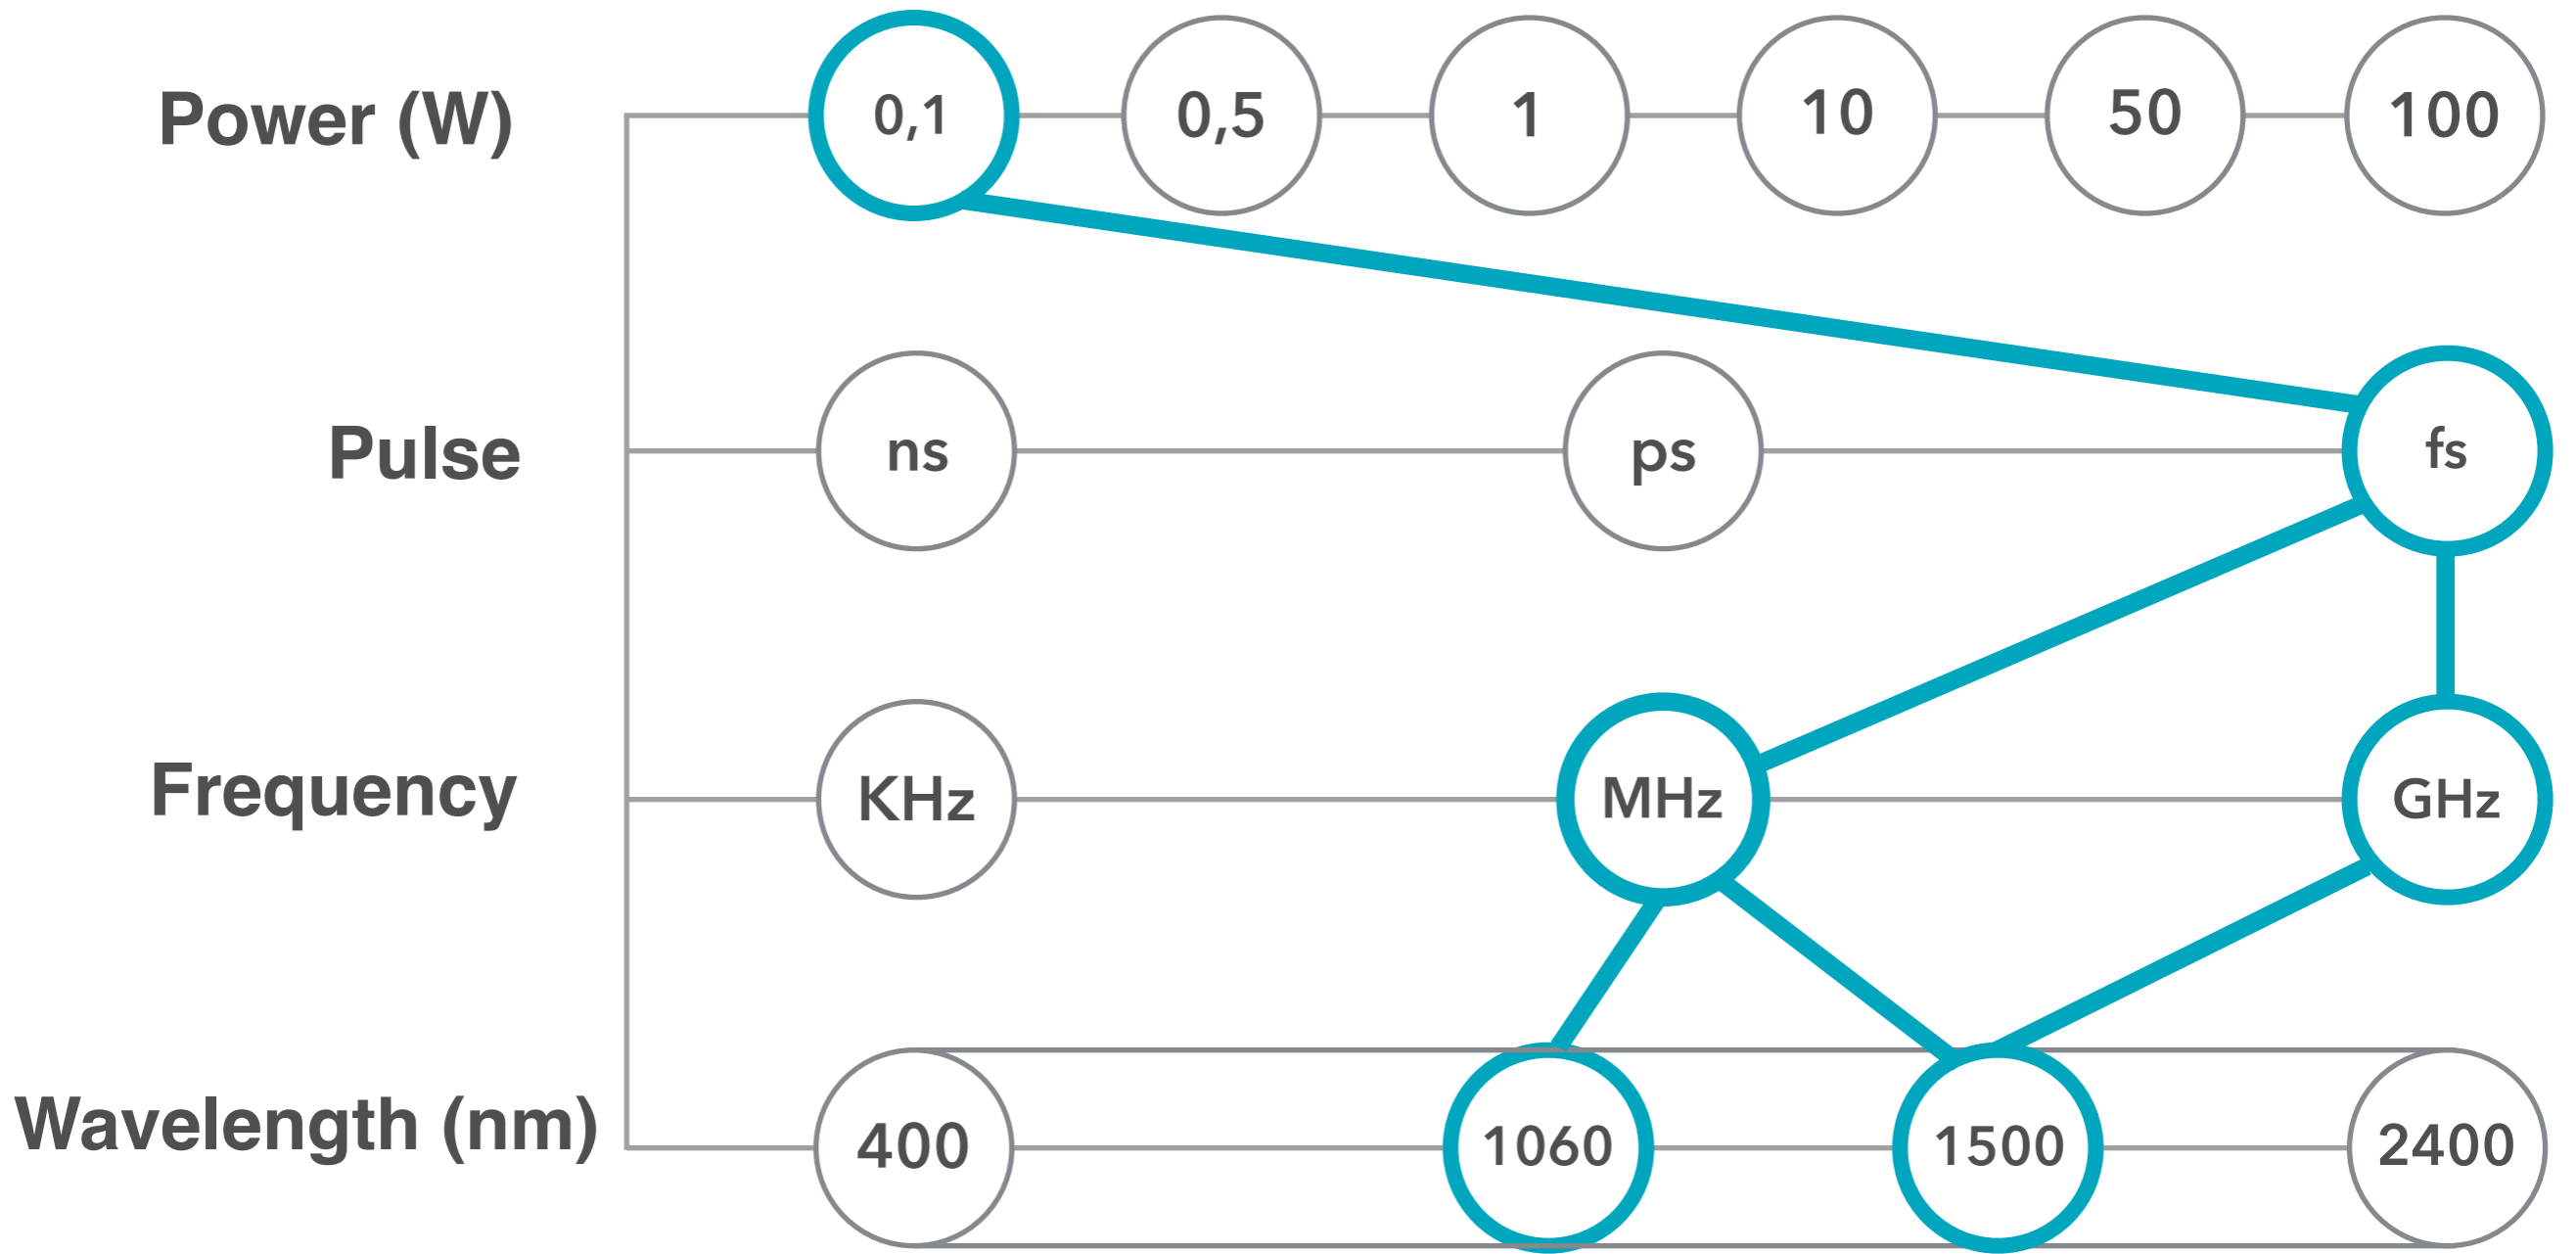 Power (W) 0,1 0,5 1 10 50 100
Pulse ns ps fs
Frequency KHz MHz GHz
Wavelength (nm) 400 1060 1500 2400